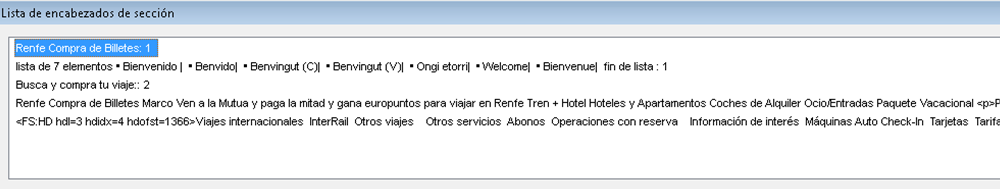 Lista de encabezados de sección
Renfe Compra de Billetes: 1
lista de 7 elementos • Bienvenido | • Benvido| • Benvingut (C)| • Benvingut (V)| • Ongi etorri| • Welcome| • Bienvenue| fin de lista : 1
Busca y compra tu viaje:: 2
Renfe Compra de Billetes Marco Ven a la Mutua y paga la mitad y gana europuntos para viajar en Renfe Tren + Hotel Hoteles y Apartamentos Coches de Alquiler Ocio/Entradas Paquete Vacacional <p>P
<FS:HD hdl=3 hdidx=4 hdofst=1366>Viajes internacionales InterRail Otros viajes Otros servicios Abonos Operaciones con reserva Información de interés Máquinas Auto Check-In Tarjetas Tarifa